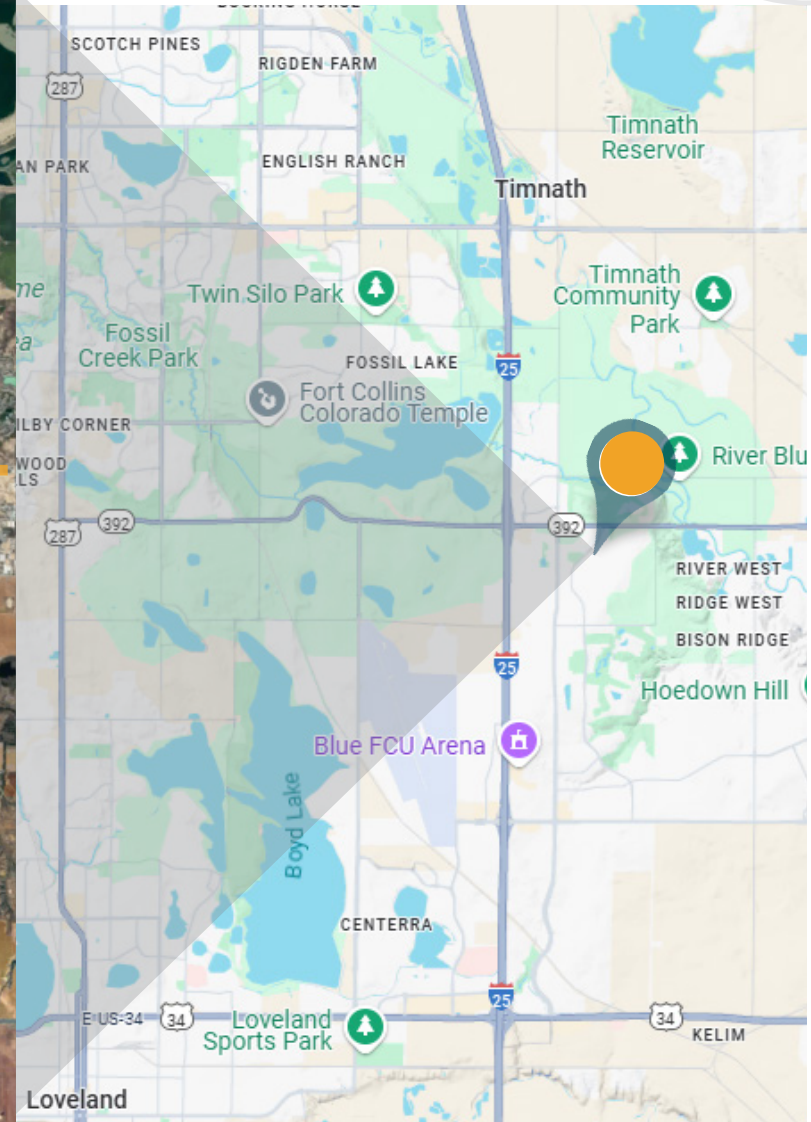 SCOTCH PINES
RIGDEN FARM
287
Timnath
Reservoir
AN PARK
ENGLISH RANCH
Timnath
me
Twin Silo Park
Timnath
Community
Park
Fossil
Creek Park
a
FOSSIL LAKE
25
Fort Collins
Colorado Temple
ILBY CORNER
WOOD
LS
River Blu
287
392
392
RIVER WEST
RIDGE WEST
BISON RIDGE
25
Hoedown Hill
Blue FCU Arena
Boyd Lake
CENTERRA
25
E US-34
34
Loveland
Sports Park
34
KELIM
Loveland